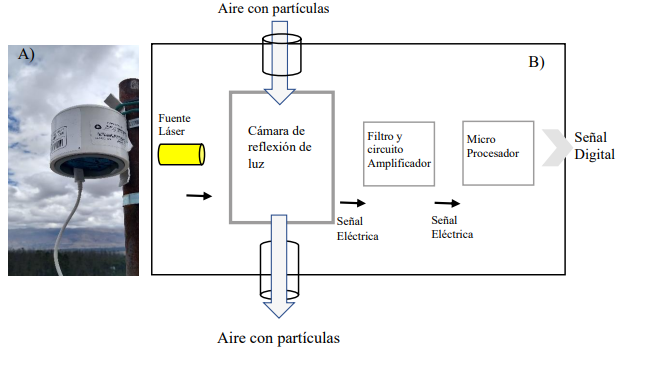 Aire con partículas
A)
B)
Fuente
Láser
Cámara de
reflexión de
luz
Filtro y
circuito
Amplificador
Micro
Procesador
Señal
Digital
Señal
Eléctrica
Señal
Eléctrica
Aire con partículas